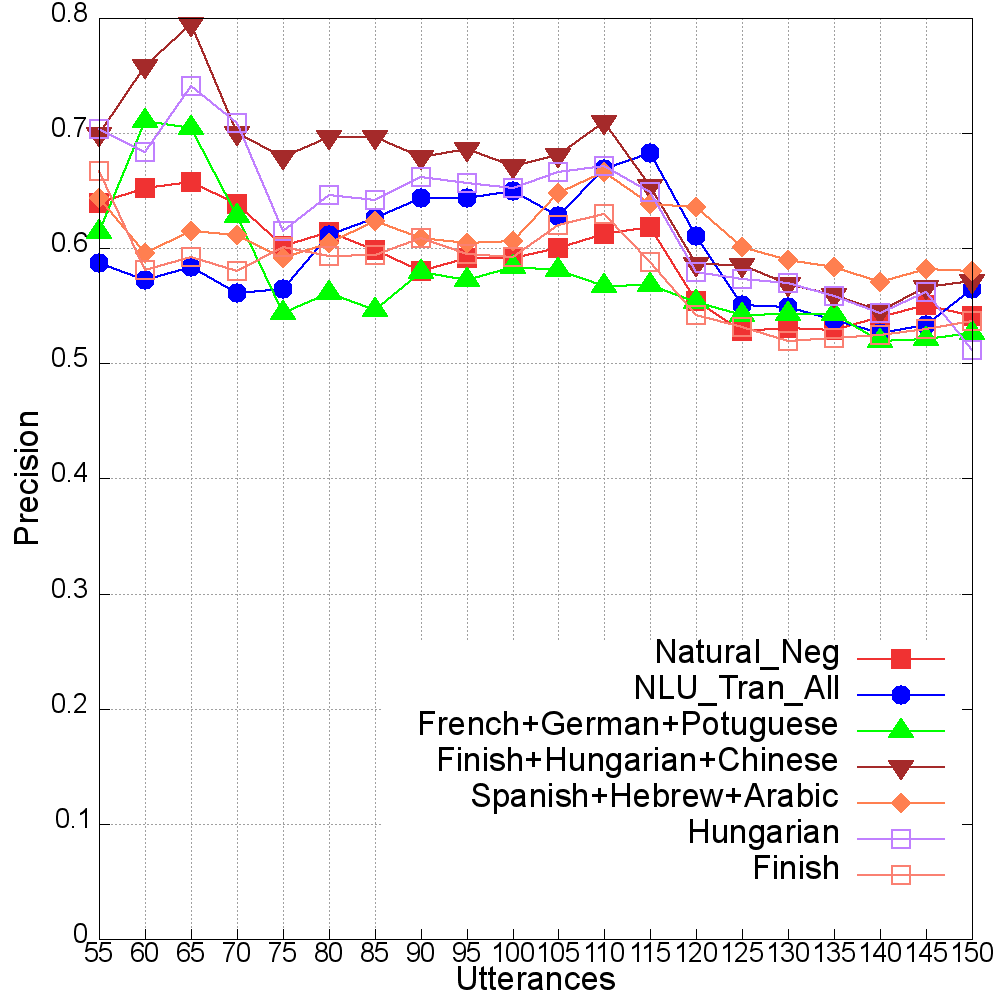 0.8
0.7
0.6
0.5
0.4
0.3
0.2
0.1
0
Precision
Natural_Neg
NLU_Tran_All
French+German+Potuguese
Finish+Hungarian+Chinese
Spanish+Hebrew+Arabic
Hungarian
Finish
55 60 65 70 75 80 85 90 95 100 105 110 115 120 125 130 135 140 145 150
Utterances